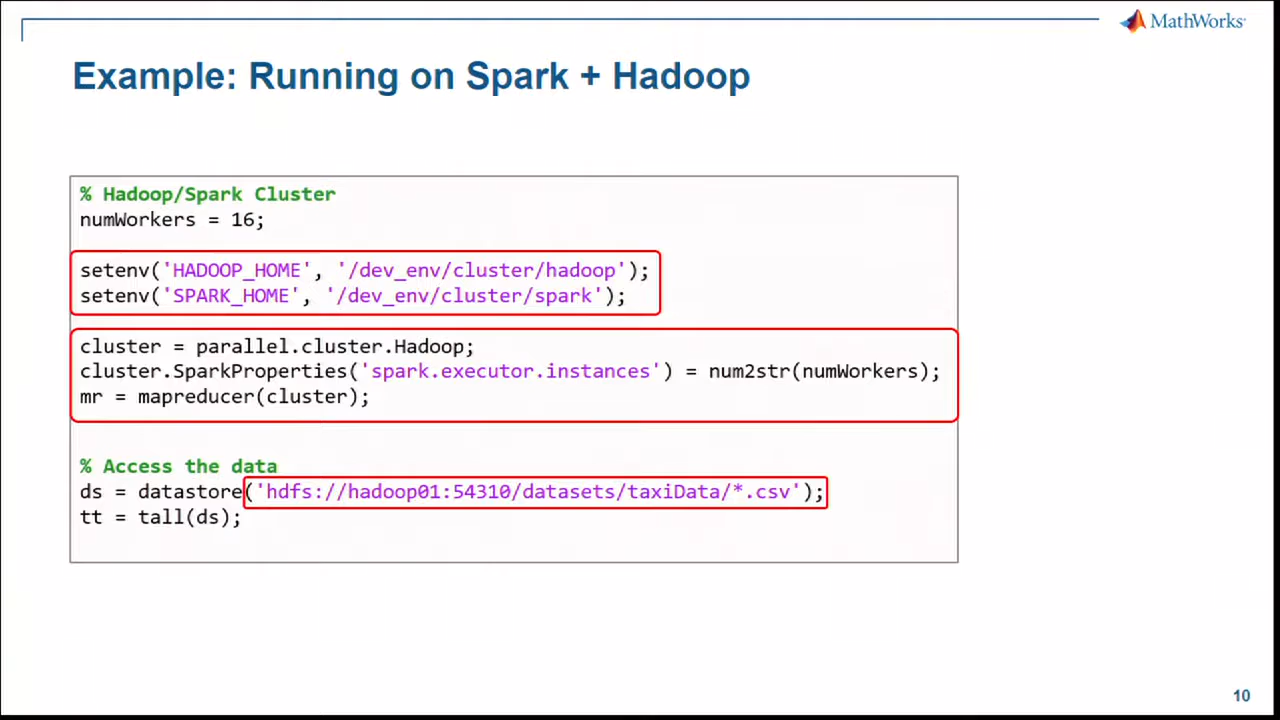 MathWorks
Example: Running on Spark + Hadoop
% Hadoop/Spark Cluster
numWorkers = 16;
setenv('HADOOP_HOME', '/dev_env/cluster/hadoop');
setenv('SPARK_HOME', '/dev_env/cluster/spark');
cluster = parallel.cluster.Hadoop;
cluster.SparkProperties('spark.executor.instances') = num2str(numWorkers);
mr = mapreducer(cluster);
% Access the data
ds = datastore('hdfs://hadoop01:54310/datasets/taxiData/*.csv');
tt = tall(ds);
10